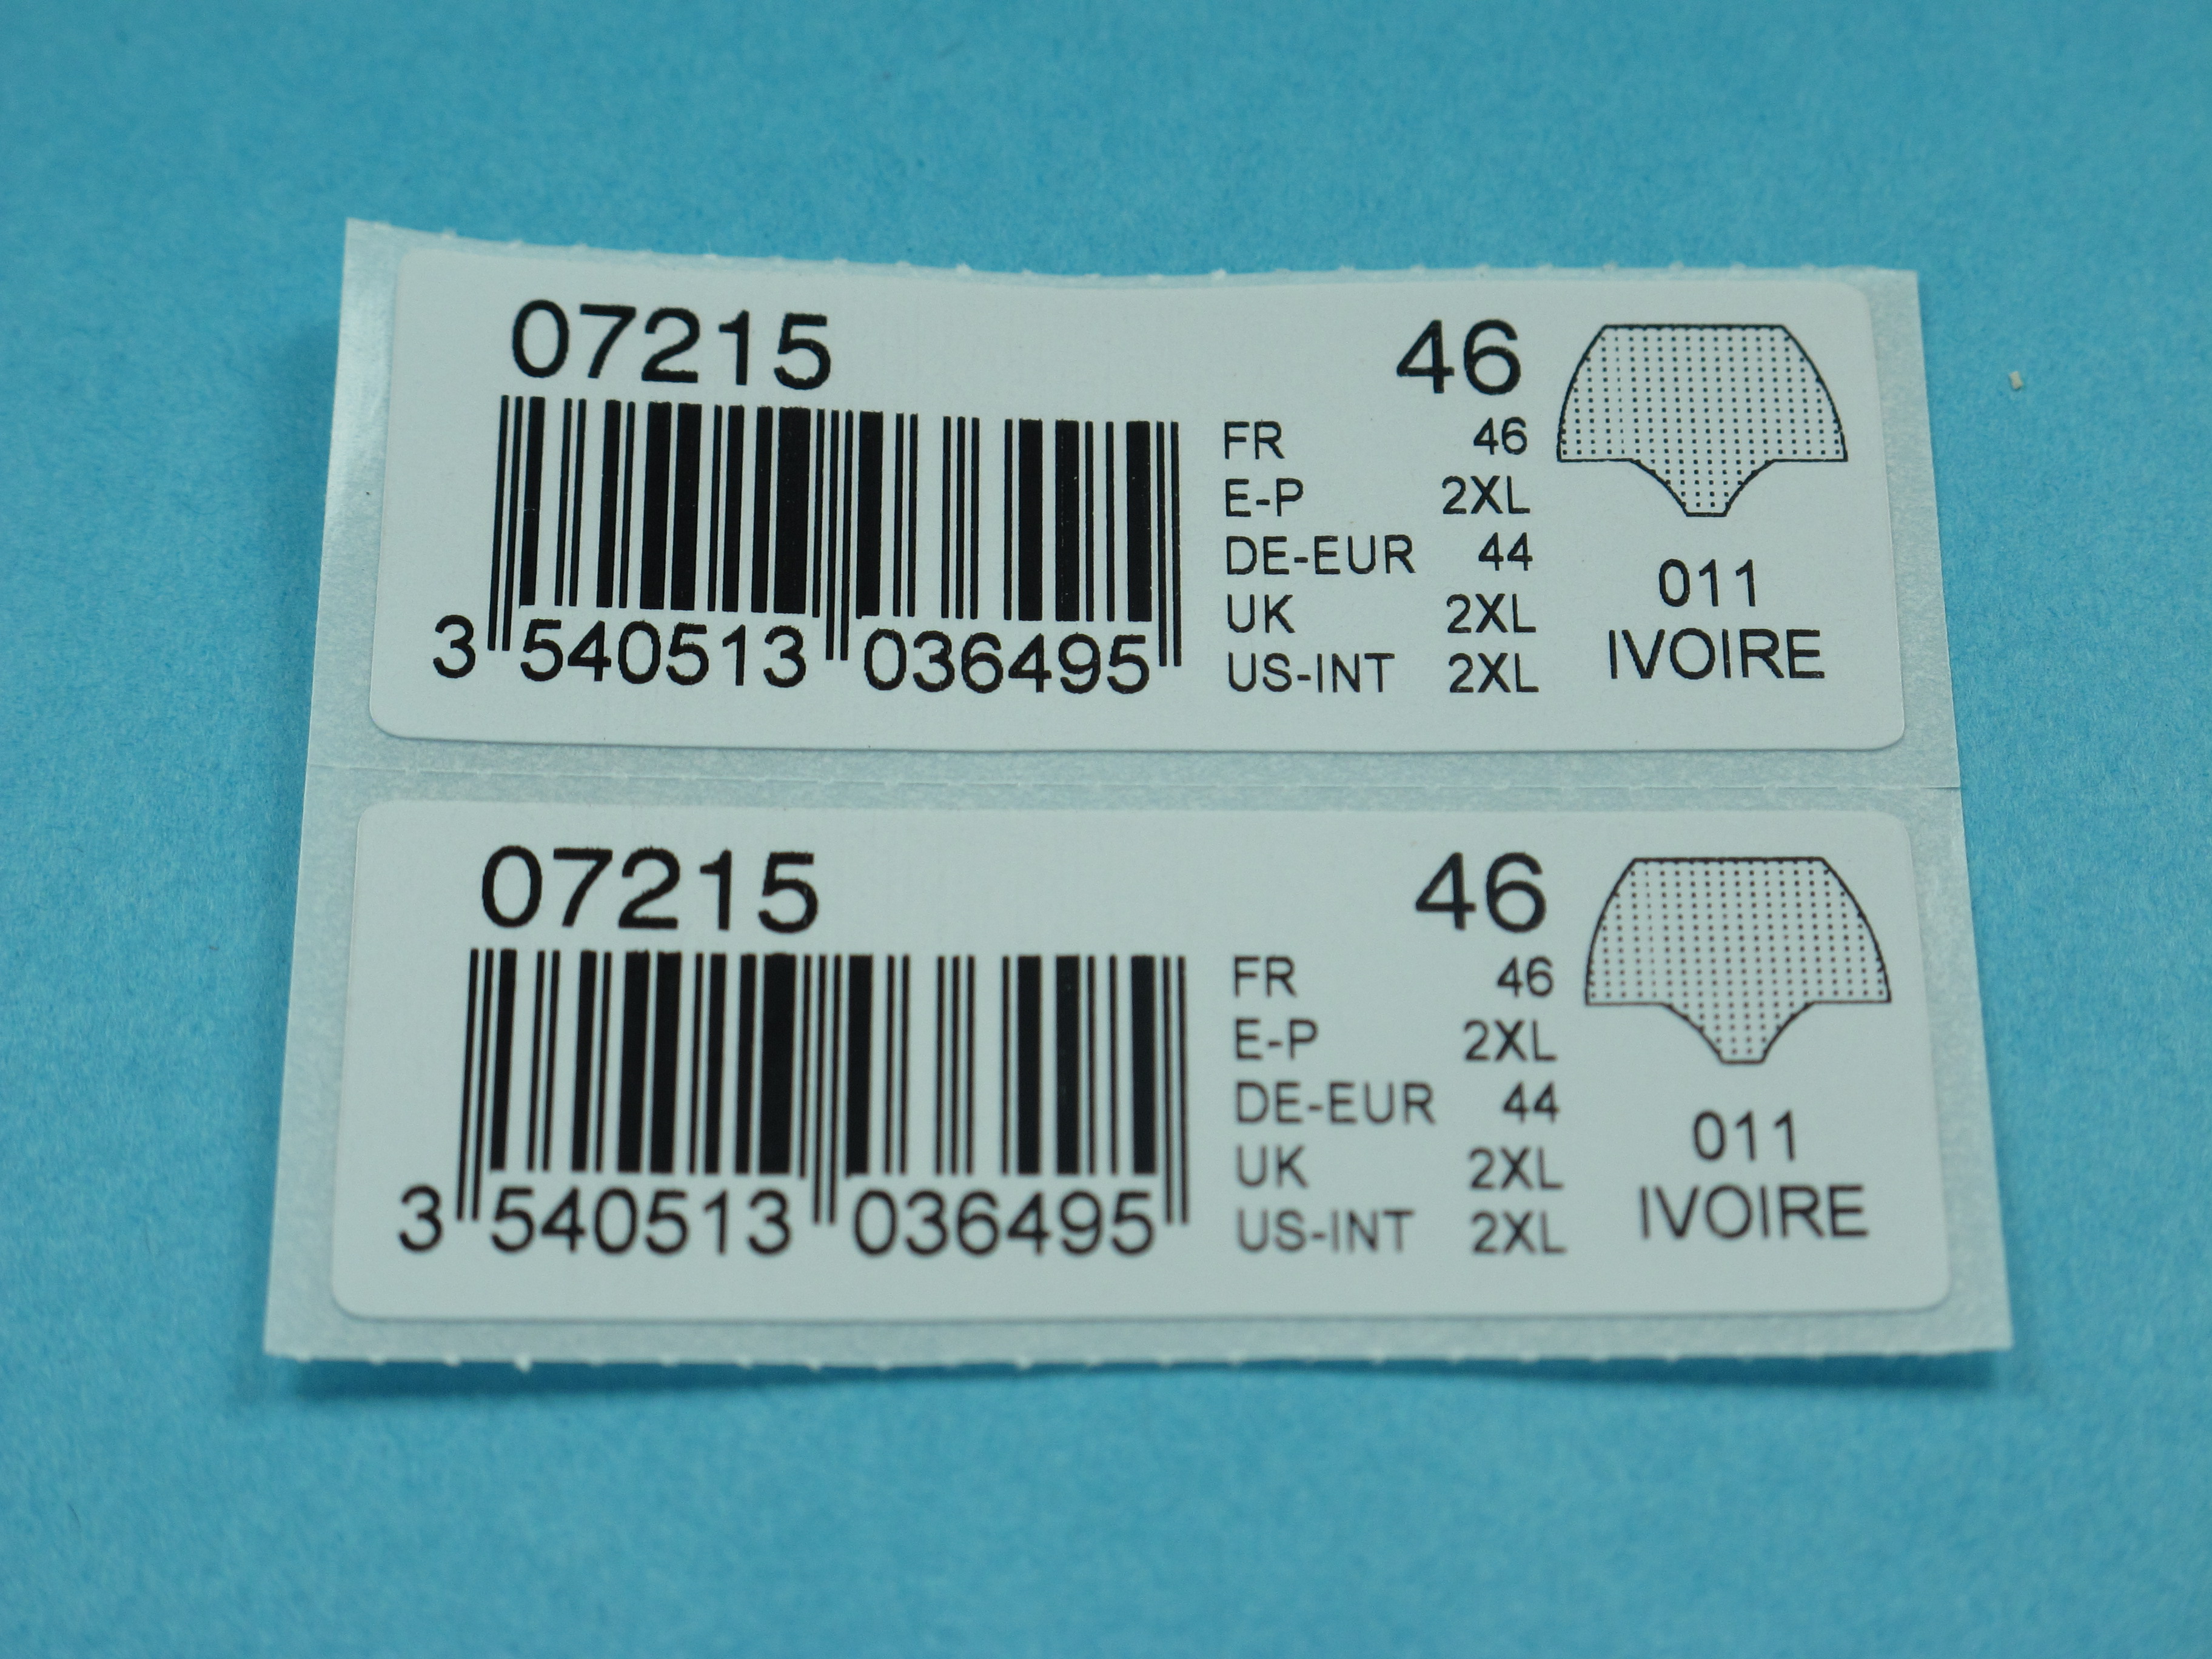 07215 46
FR 46
E-P 2XL
DE-EUR 44
UK 2XL
US-INT 2XL
3 540513 036495
011
IVOIRE
07215 46
FR 46
E-P 2XL
DE-EUR 44
UK 2XL
US-INT 2XL
3 540513 036495
011
IVOIRE